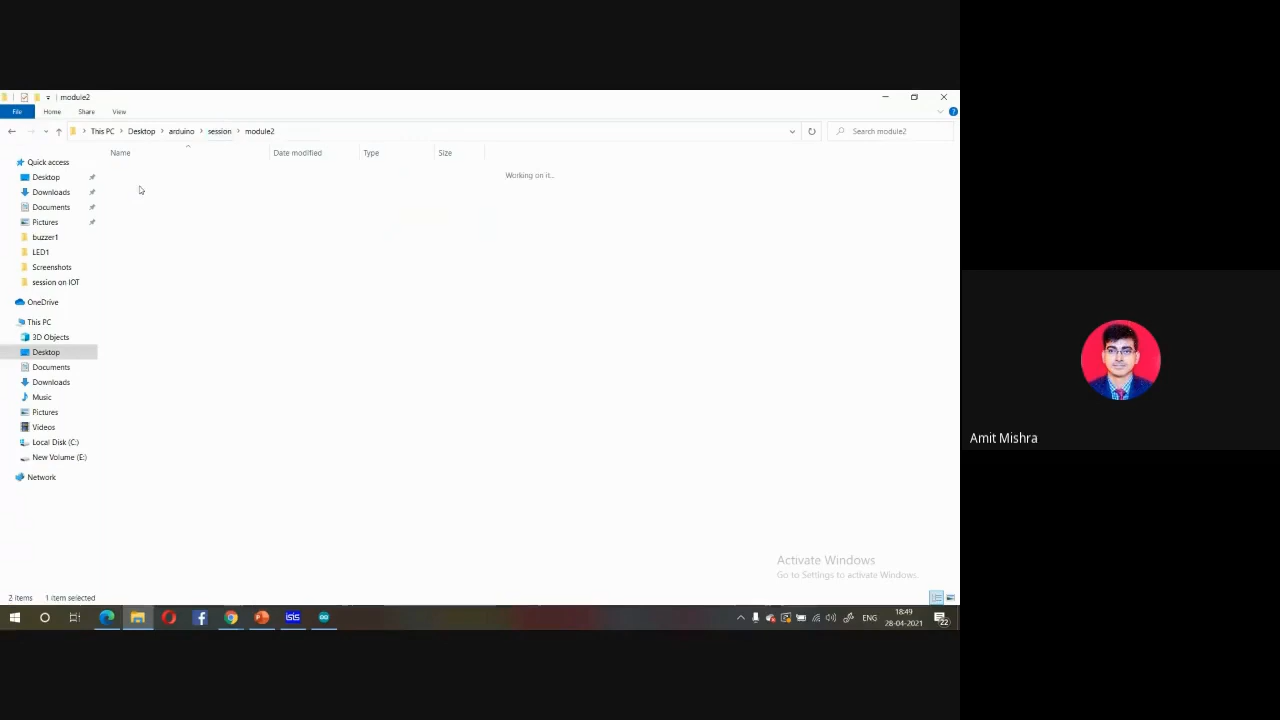 module2
File Home Share View
This PC Desktop arduino session module2
Search module2
Name Date modified Type Size
Working on it...
Quick access
Desktop
Downloads
Documents
Pictures
buzzer1
LED1
Screenshots
session on IOT
OneDrive
This PC
3D Objects
Desktop
Documents
Downloads
Music
Pictures
Videos
Local Disk (C:)
New Volume (E:)
Network
Amit Mishra
Activate Windows
Go to Settings to activate Windows.
2 items 1 item selected
isis
ENG
18:49
28-04-2021
22